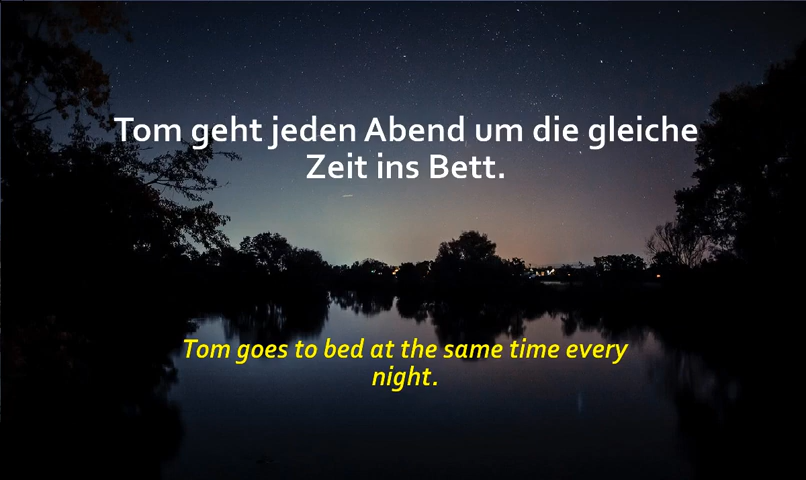 Tom geht jeden Abend um die gleiche
Zeit ins Bett.
Tom goes to bed at the same time every
night.